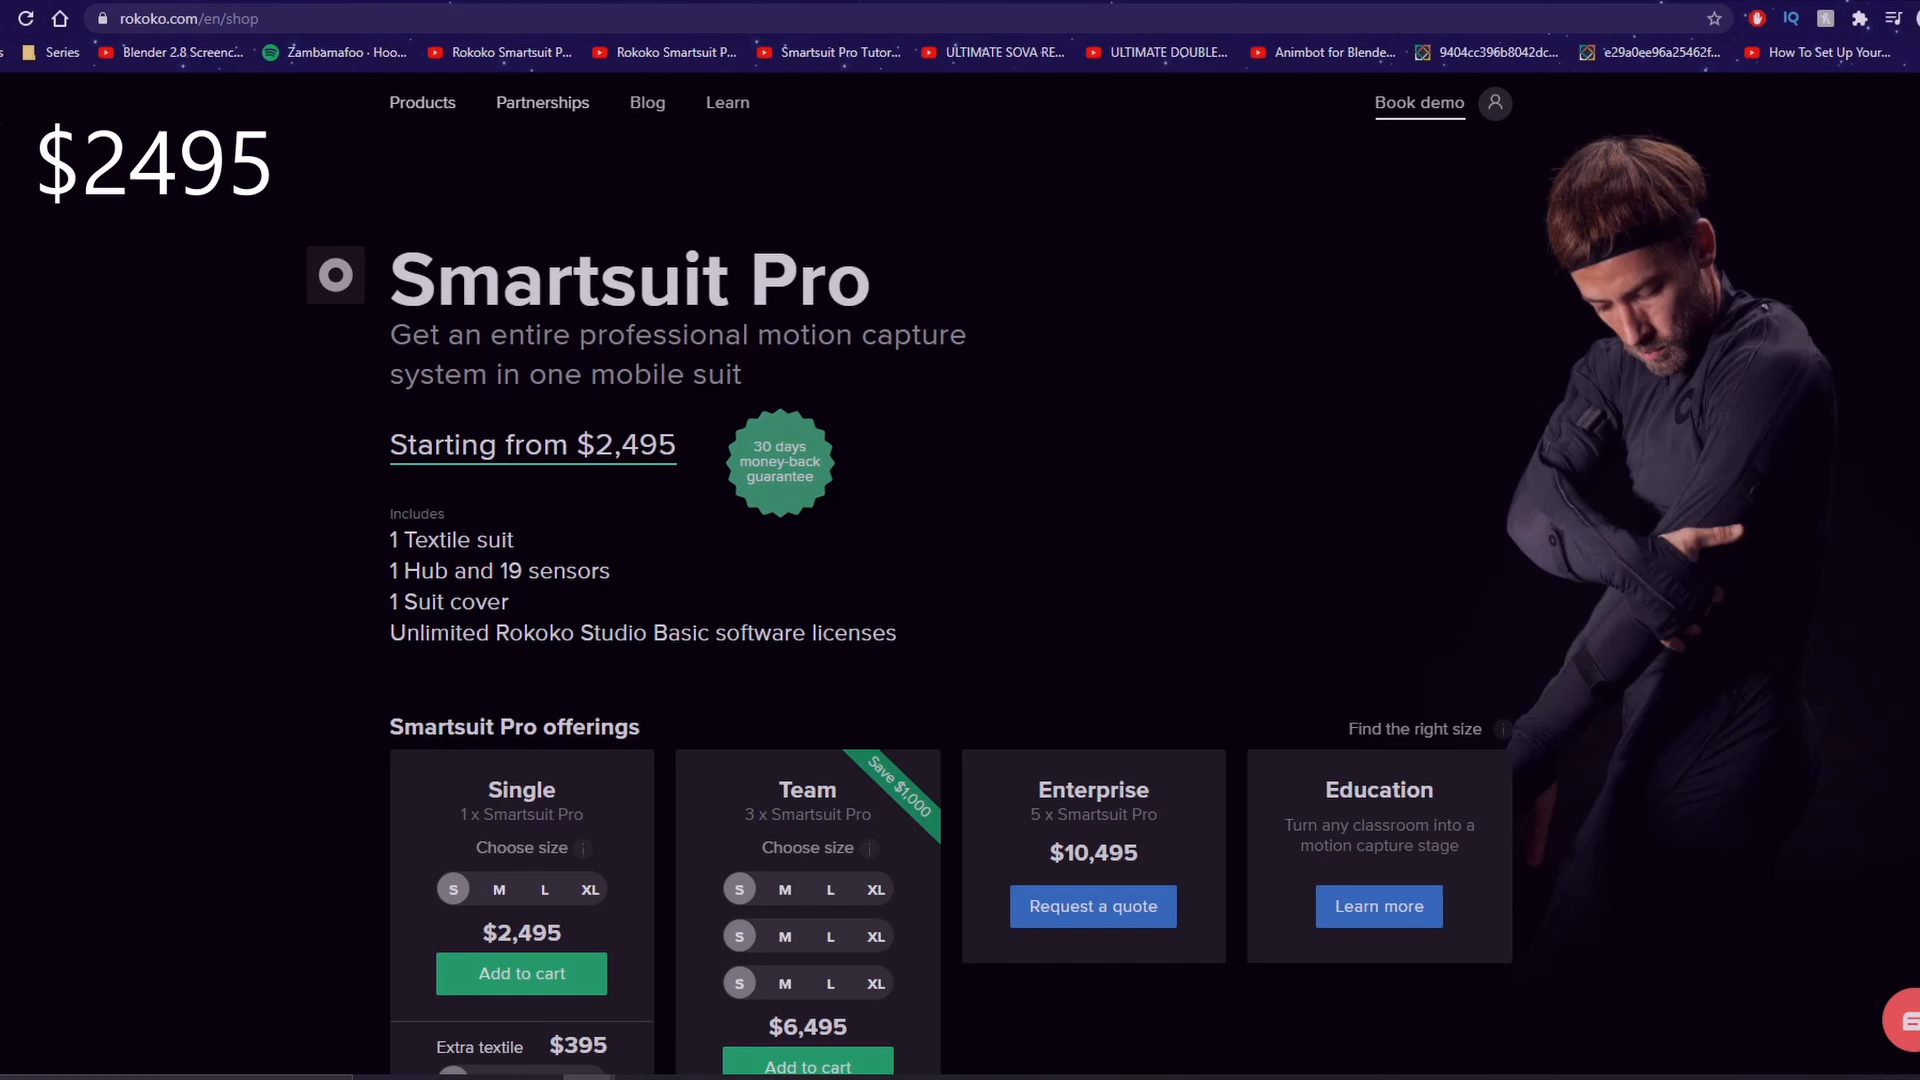 rokoko.com/en/shop
IQ
Series
Blender 2.8 Screenc...
Zambamafoo · Hoo...
Rokoko Smartsuit P...
Rokoko Smartsuit P...
Smartsuit Pro Tutor...
ULTIMATE SOVA RE...
ULTIMATE DOUBLE...
Animbot for Blende...
9404cc396b8042dc...
e29a0ee96a25462f...
How To Set Up Your...
Products
Partnerships
Blog
Learn
Book demo
$2495
Smartsuit Pro
Get an entire professional motion capture
system in one mobile suit
Starting from $2,495
30 days
money-back
guarantee
Includes
1 Textile suit
1 Hub and 19 sensors
1 Suit cover
Unlimited Rokoko Studio Basic software licenses
Smartsuit Pro offerings
Find the right size i
Single
1 x Smartsuit Pro
Choose size i
S M L XL
$2,495
Add to cart
Extra textile $395
Save $1,000
Team
3 x Smartsuit Pro
Choose size i
S M L XL
S M L XL
S M L XL
$6,495
Add to cart
Enterprise
5 x Smartsuit Pro
$10,495
Request a quote
Education
Turn any classroom into a
motion capture stage
Learn more